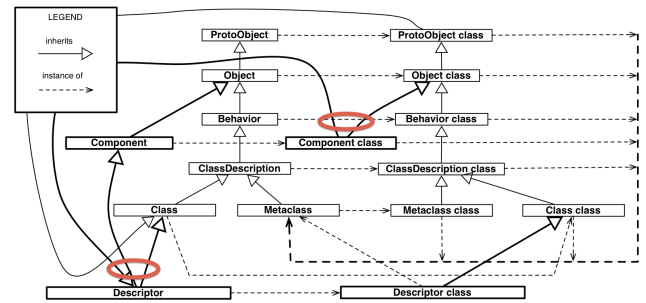 LEGEND
inherits
instance of
ProtoObject
ProtoObject class
Object
Object class
Behavior
Behavior class
Component
Component class
ClassDescription
ClassDescription class
Class
Metaclass
Metaclass class
Class class
Descriptor
Descriptor class